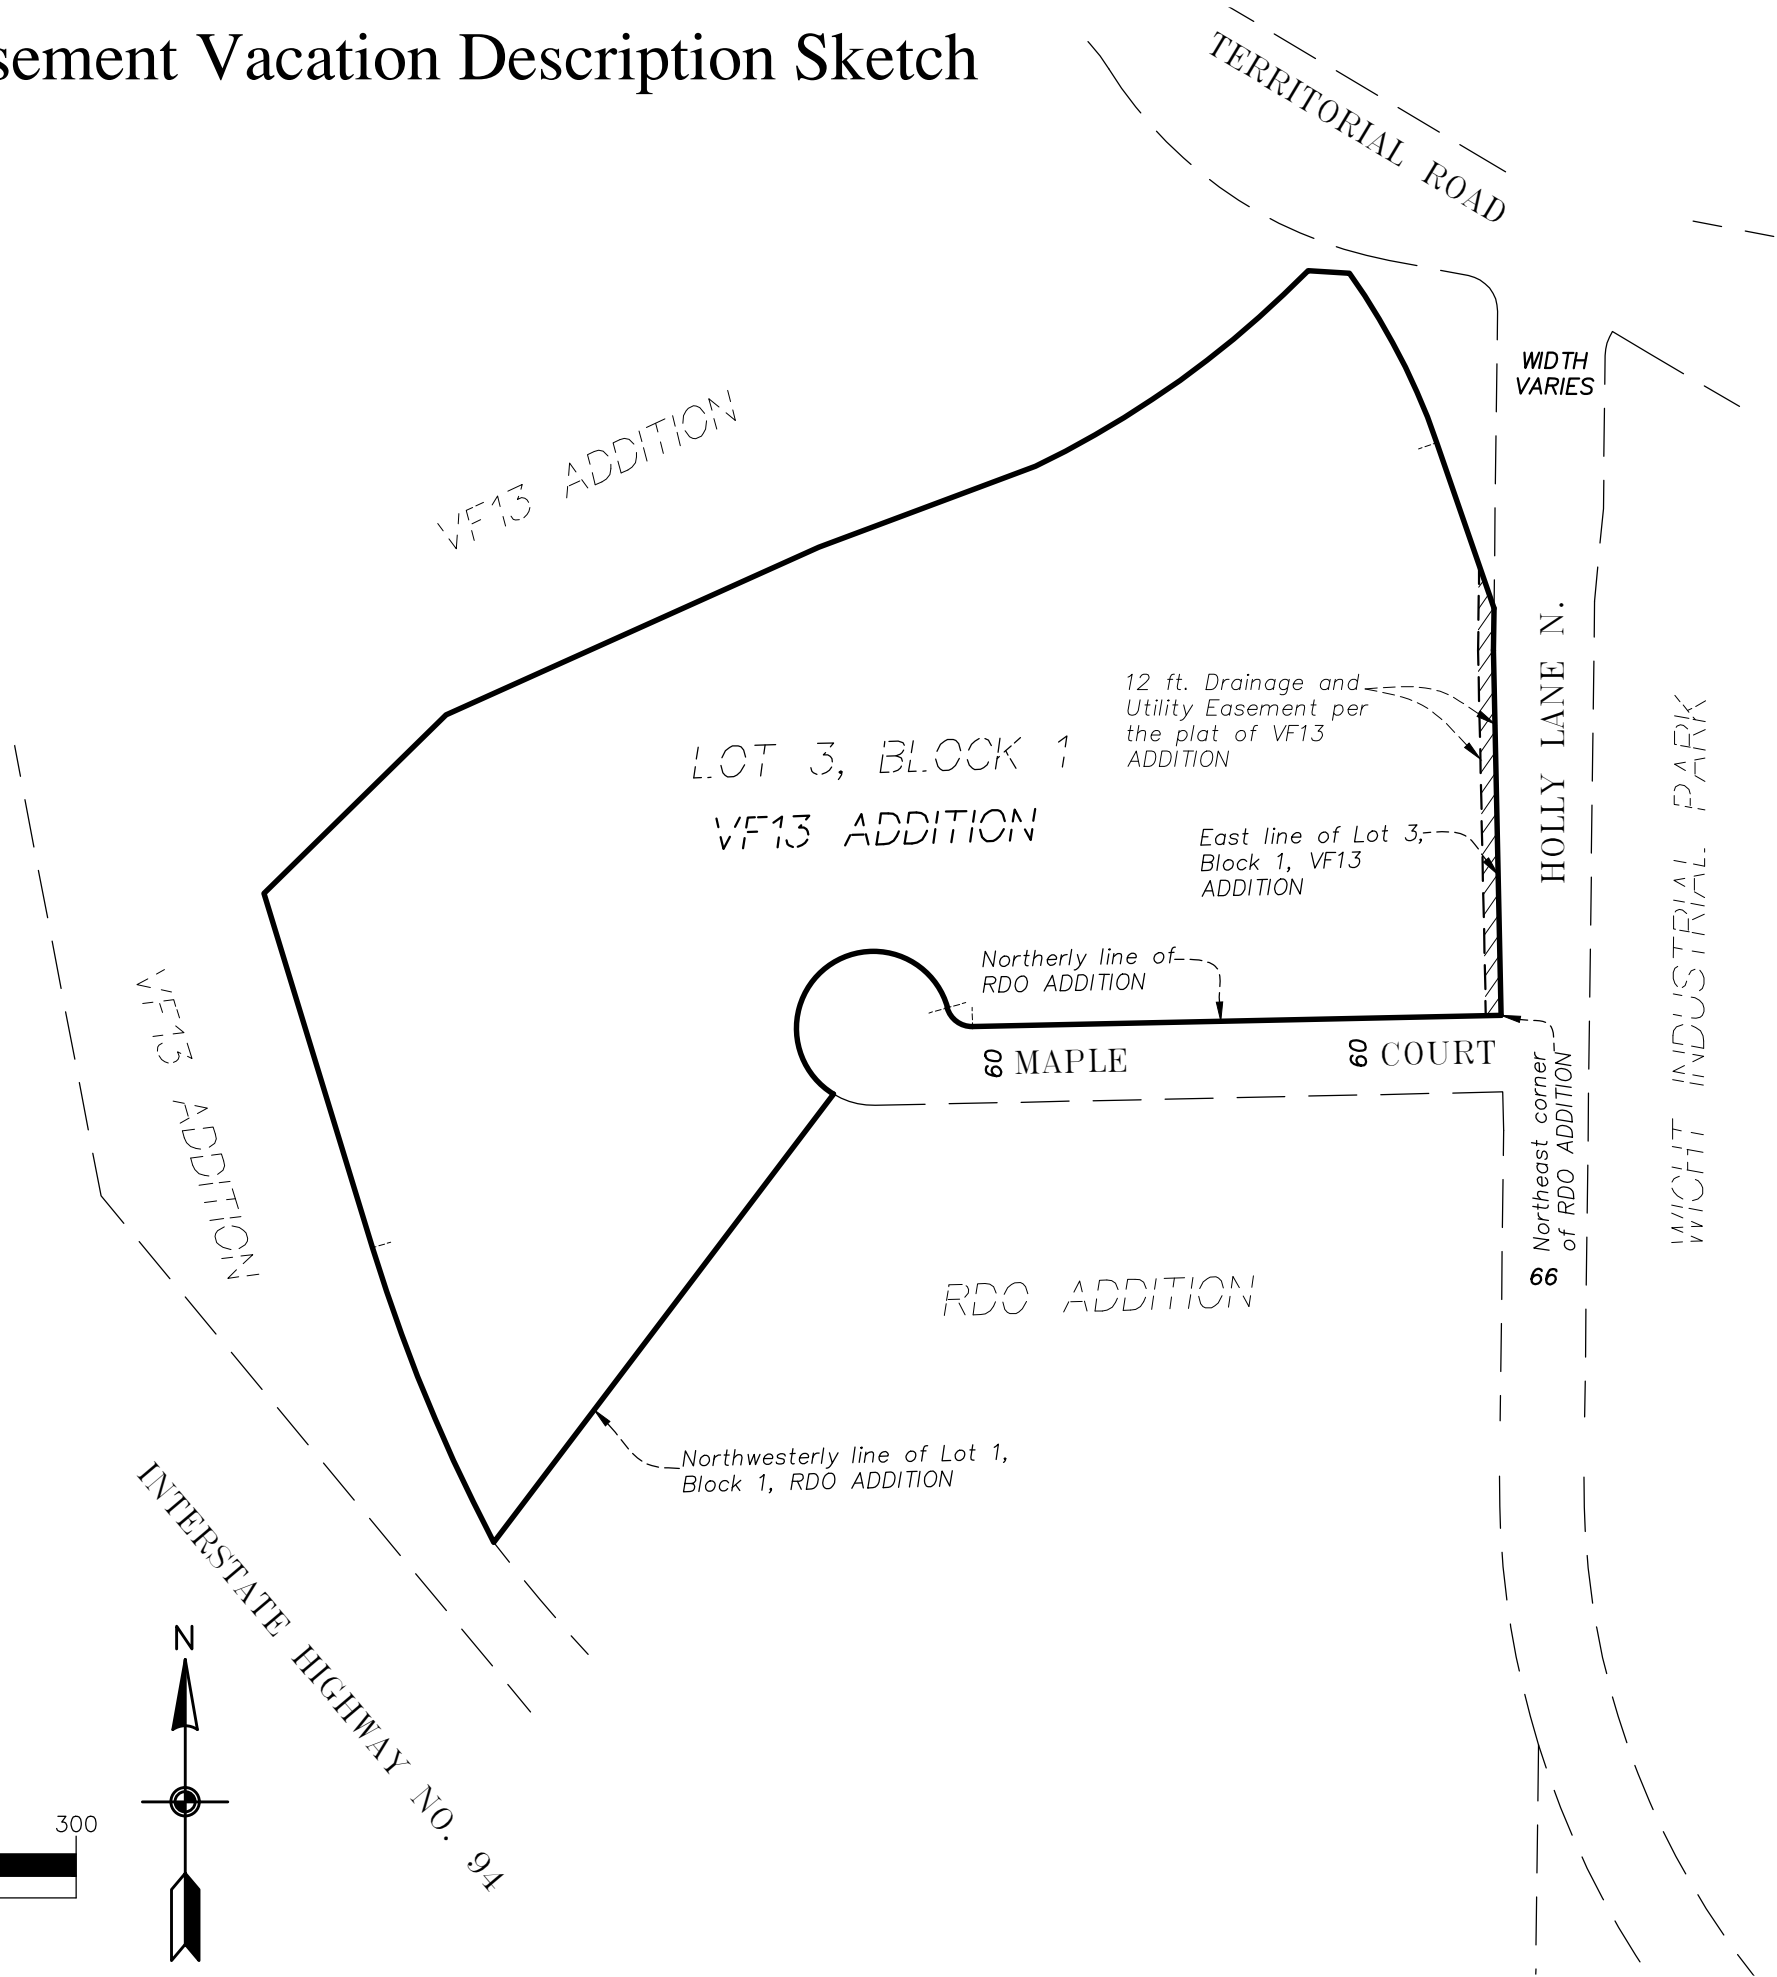 sement Vacation Description Sketch
TERRITORIAL ROAD
WIDTH
VARIES
VF13 ADDITION
HOLLY LANE N.
12 ft. Drainage and
Utility Easement per
the plat of VF13
ADDITION
LOT 3, BLOCK 1
VF13 ADDITION
East line of Lot 3,
Block 1, VF13
ADDITION
WICHT INDUSTRIAL PARK
Northerly line of
RDO ADDITION
VF13 ADDITION
60 MAPLE 60 COURT
Northeast corner
of RDO ADDITION
66
RDO ADDITION
Northwesterly line of Lot 1,
Block 1, RDO ADDITION
INTERSTATE HIGHWAY NO. 94
N
300